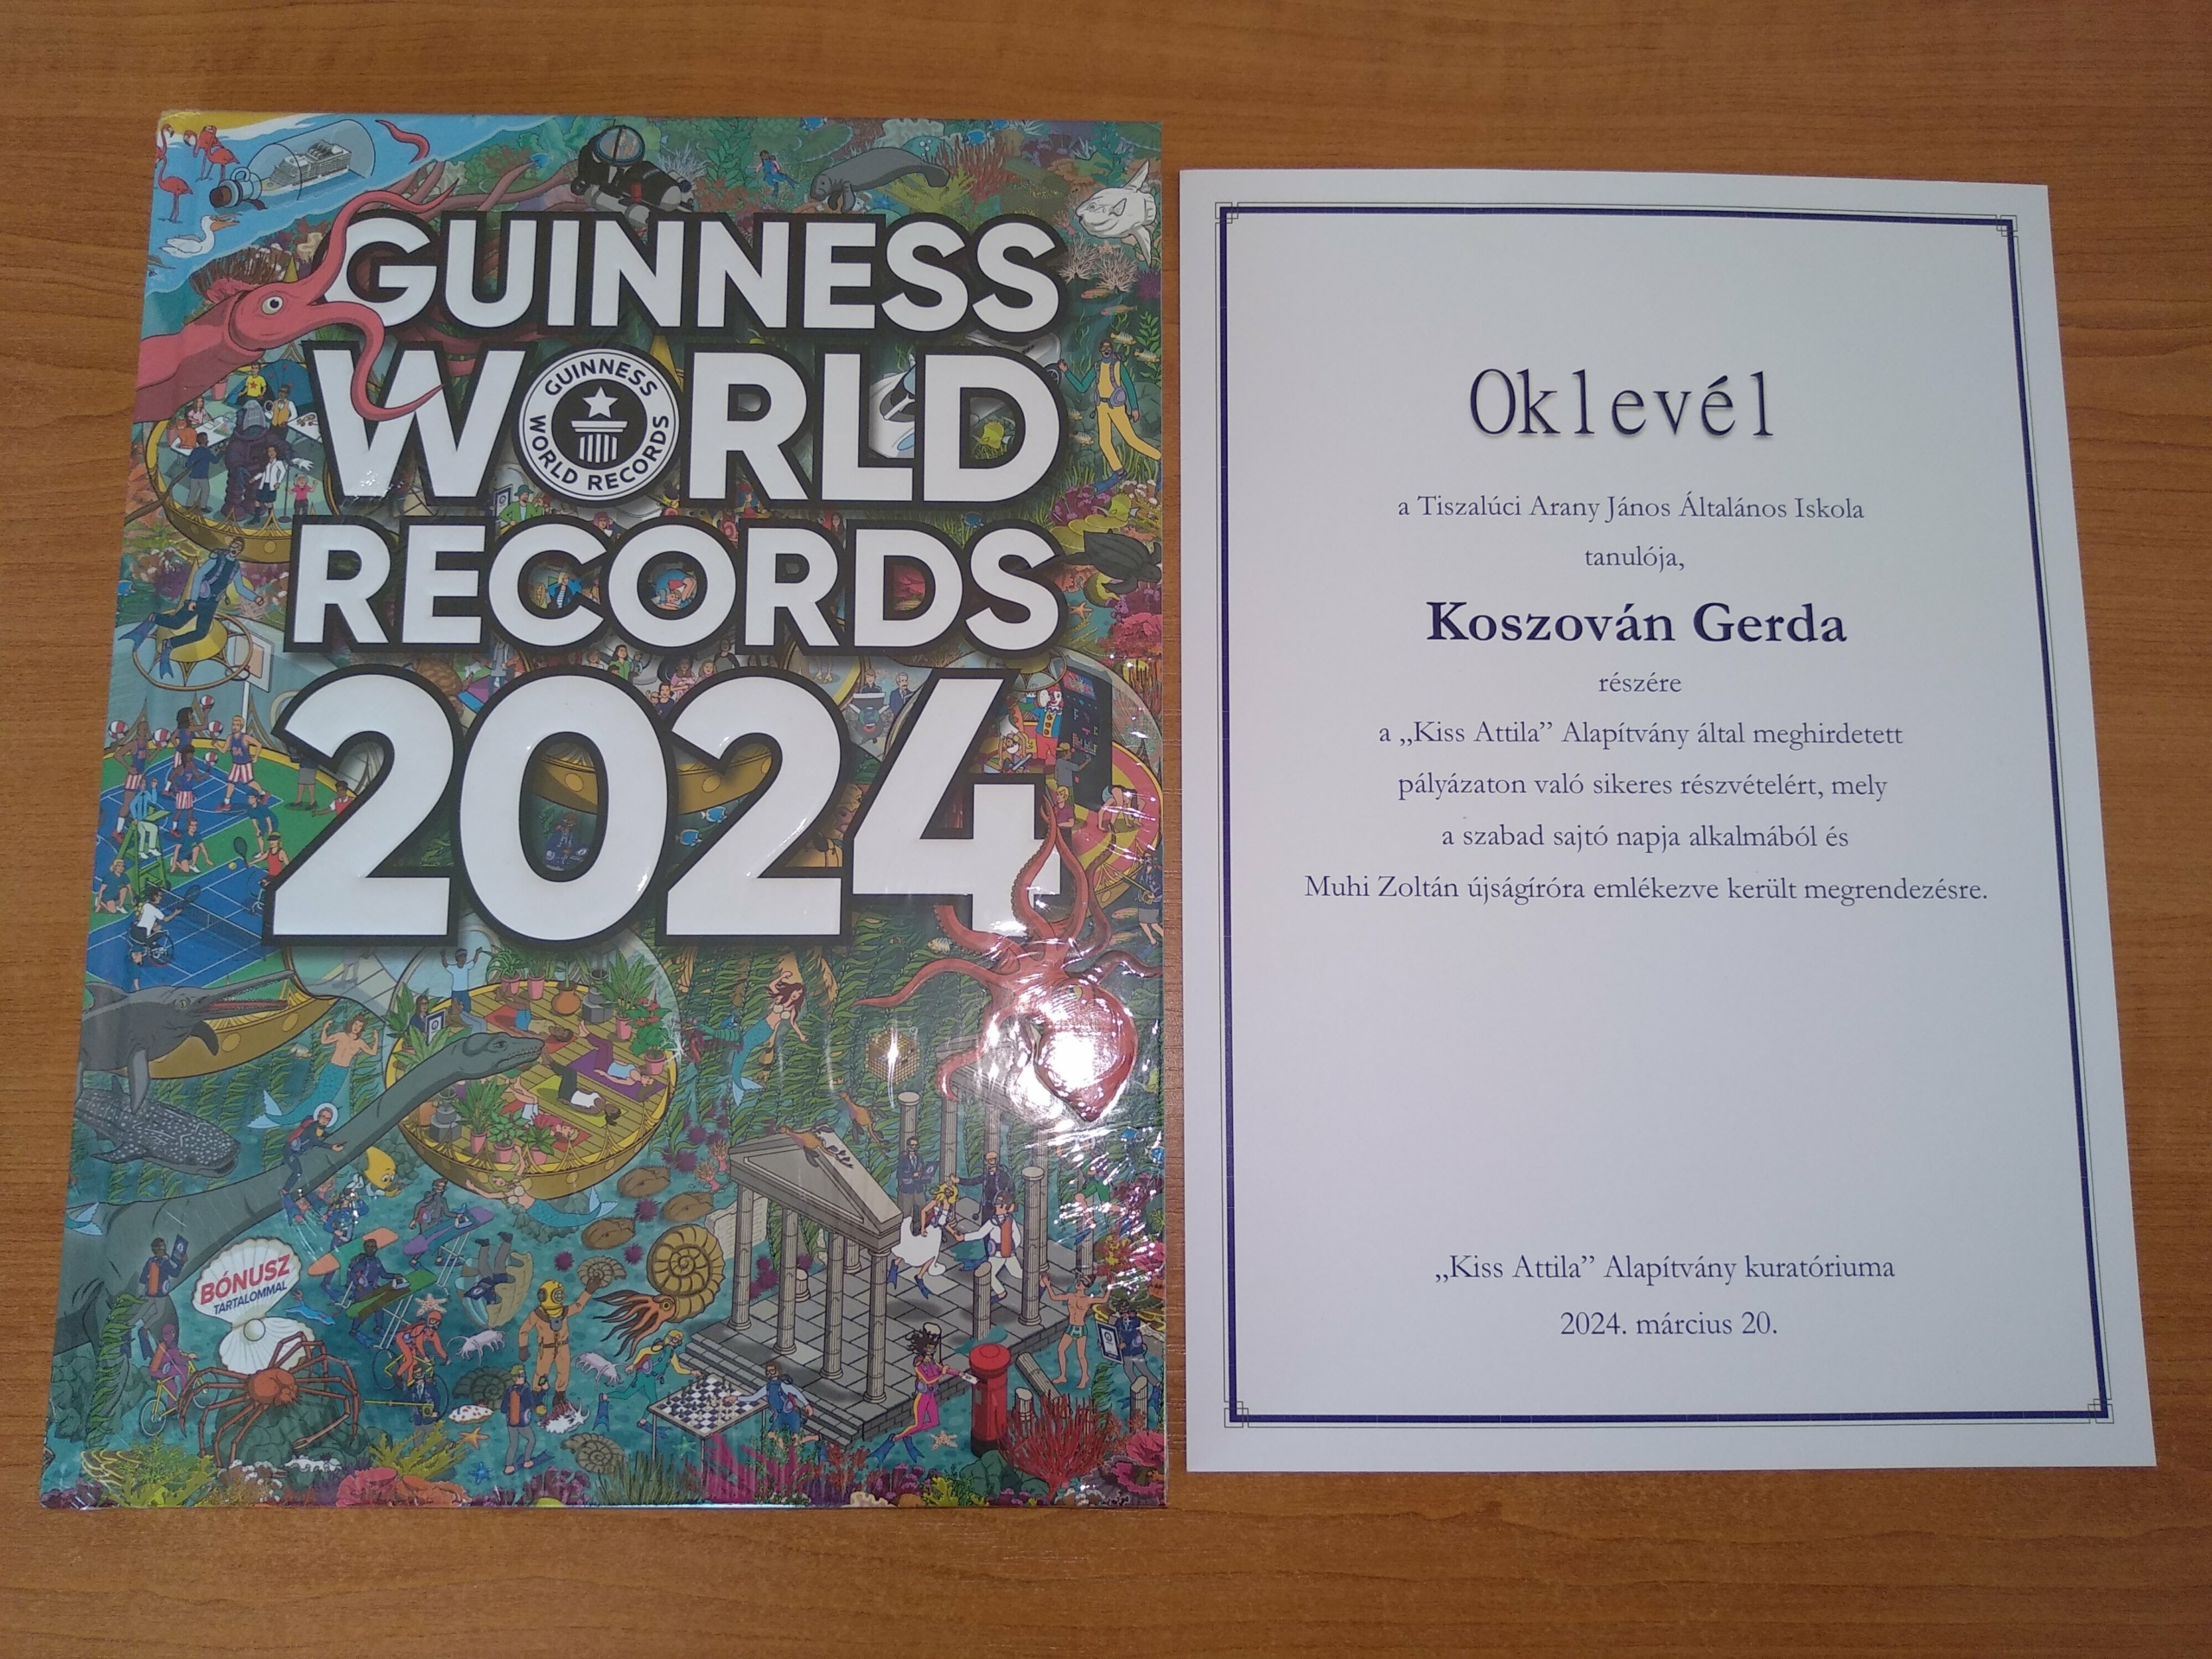 GUINNESS
WORLD
GUINNESS
WORLD RECORDS
RECORDS
2024
BÓNUSZ
TARTALOMMAL
Oklevél
a Tiszalúci Arany János Általános Iskola
tanulója,
Koszován Gerda
részére
a „Kiss Attila” Alapítvány által meghirdetett
pályázaton való sikeres részvételért, mely
a szabad sajtó napja alkalmából és
Muhi Zoltán újságíróra emlékezve került megrendezésre.
„Kiss Attila” Alapítvány kuratóriuma
2024. március 20.